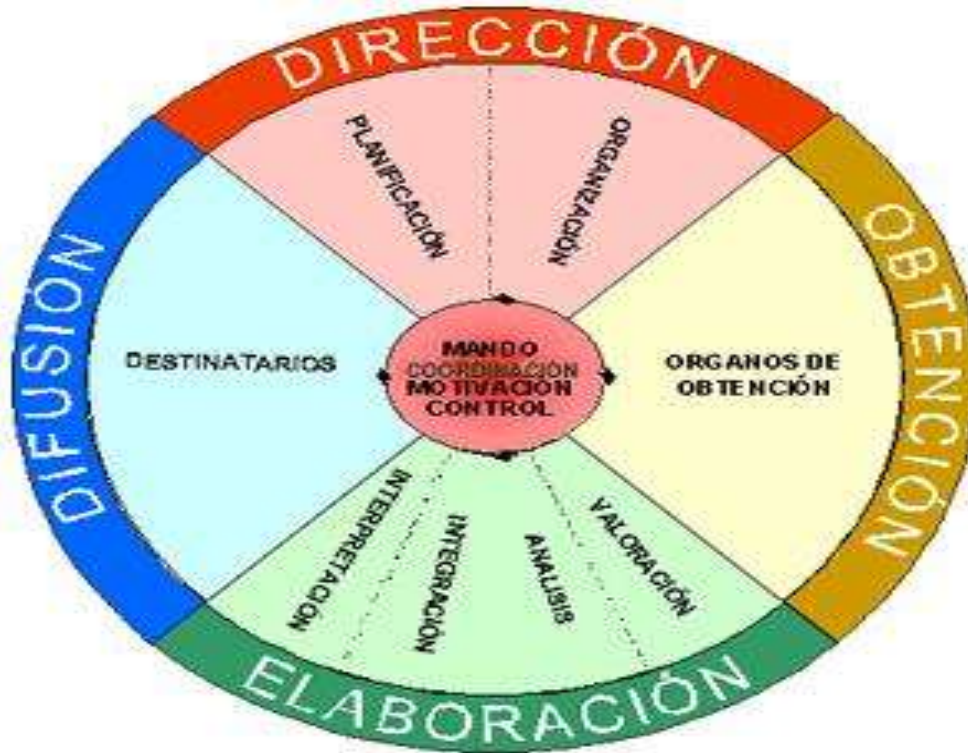 DIRECCIÓN
PLANIFICACIÓN
ORGANIZACIÓN
OBTENCIÓN
ORGANOS DE
OBTENCIÓN
ELABORACIÓN
VALORACIÓN
ANALISIS
INTEGRACIÓN
INTERPRETACIÓN
DIFUSIÓN
DESTINATARIOS
MANDO
COORDINACIÓN
MOTIVACIÓN
CONTROL